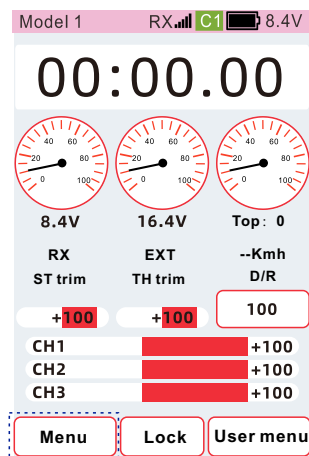 Model 1 RX C1 8.4V
00:00.00
20 40 60 80 0 100
20 40 60 80 0 100
20 40 60 80 0 100
8.4V 16.4V Top: 0
RX EXT --Kmh
ST trim TH trim D/R
+100 +100 100
CH1 +100
CH2 +100
CH3 +100
Menu Lock User menu